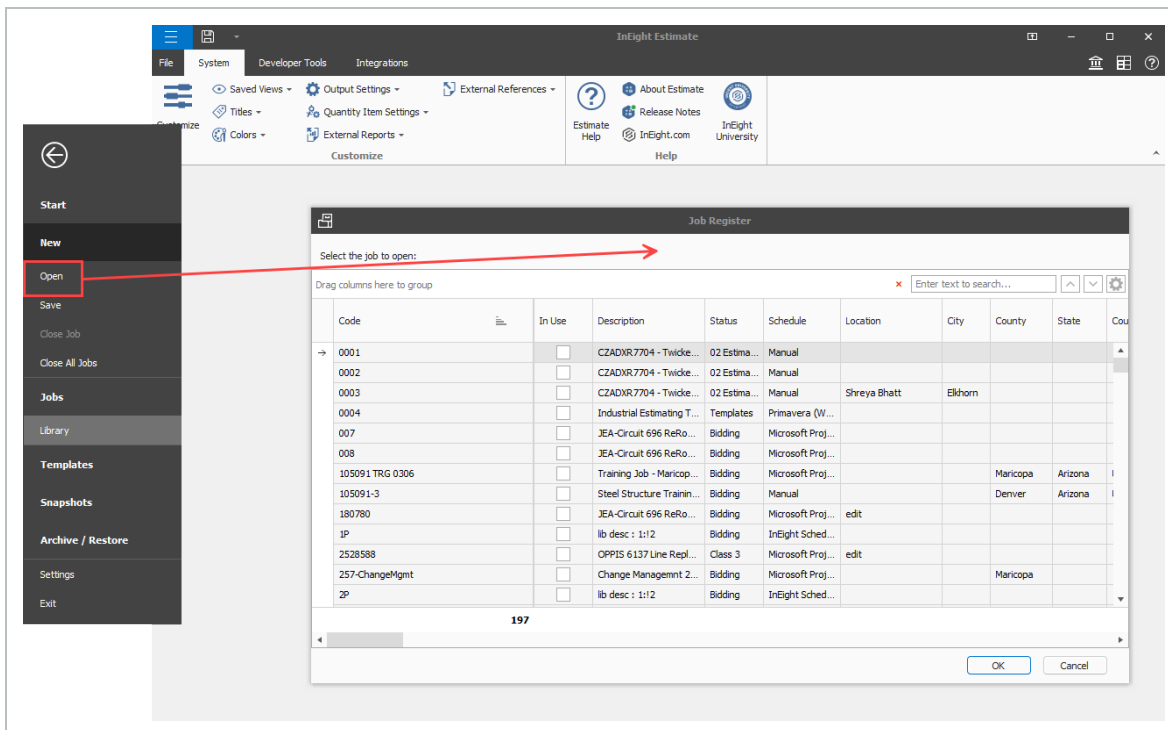 InEight Estimate
File System Developer Tools Integrations
Saved Views Output Settings External References About Estimate
Titles Quantity Item Settings Release Notes
Estimate Help InEight.com InEight University
Colors External Reports
Customize Help
Start
New
Open
Save
Close Job
Close All Jobs
Jobs
Library
Templates
Snapshots
Archive / Restore
Settings
Exit
Job Register
Select the job to open:
Drag columns here to group Enter text to search...
Code In Use Description Status Schedule Location City County State Cou
0001 CZADXR7704 - Twicke... 02 Estima... Manual
0002 CZADXR7704 - Twicke... 02 Estima... Manual
0003 CZADXR7704 - Twicke... 02 Estima... Manual Shreya Bhatt Elkhorn
0004 Industrial Estimating T... Templates Primavera (W...
007 JEA-Circuit 696 ReRo... Bidding Microsoft Proj...
008 JEA-Circuit 696 ReRo... Bidding Microsoft Proj...
105091 TRG 0306 Training Job - Maricop... Bidding Microsoft Proj... Maricopa Arizona
105091-3 Steel Structure Trainin... Bidding Manual Denver Arizona
180780 JEA-Circuit 696 ReRo... Bidding Microsoft Proj... edit
1P lib desc : 1:!2 Bidding InEight Sched...
2528588 OPPIS 6137 Line Repl... Class 3 Microsoft Proj... edit
257-ChangeMgmt Change Managemnt 2... Bidding Microsoft Proj... Maricopa
2P lib desc : 1:!2 Bidding InEight Sched...
197
OK Cancel